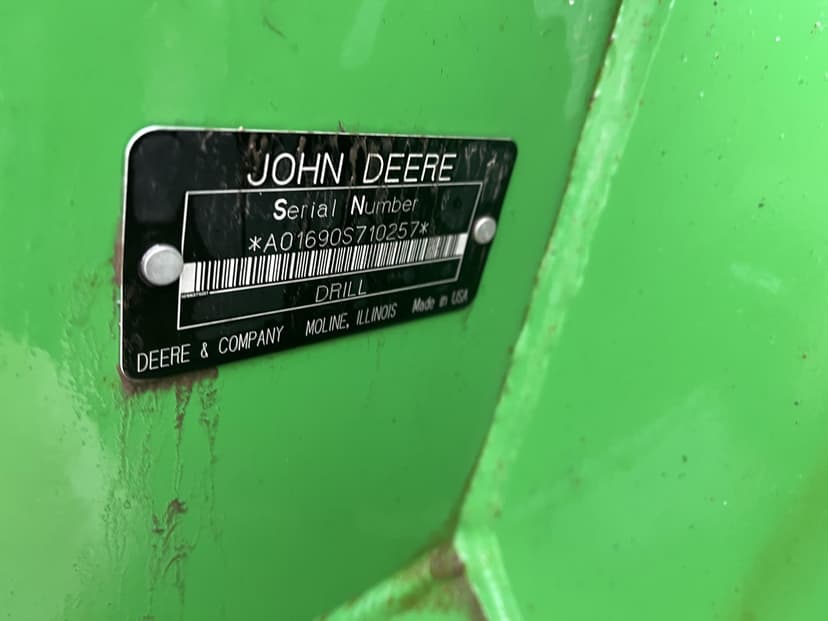 JOHN DEERE
Serial Number
*A01690S710257*
DRILL
DEERE & COMPANY MOLINE, ILLINOIS Made in USA